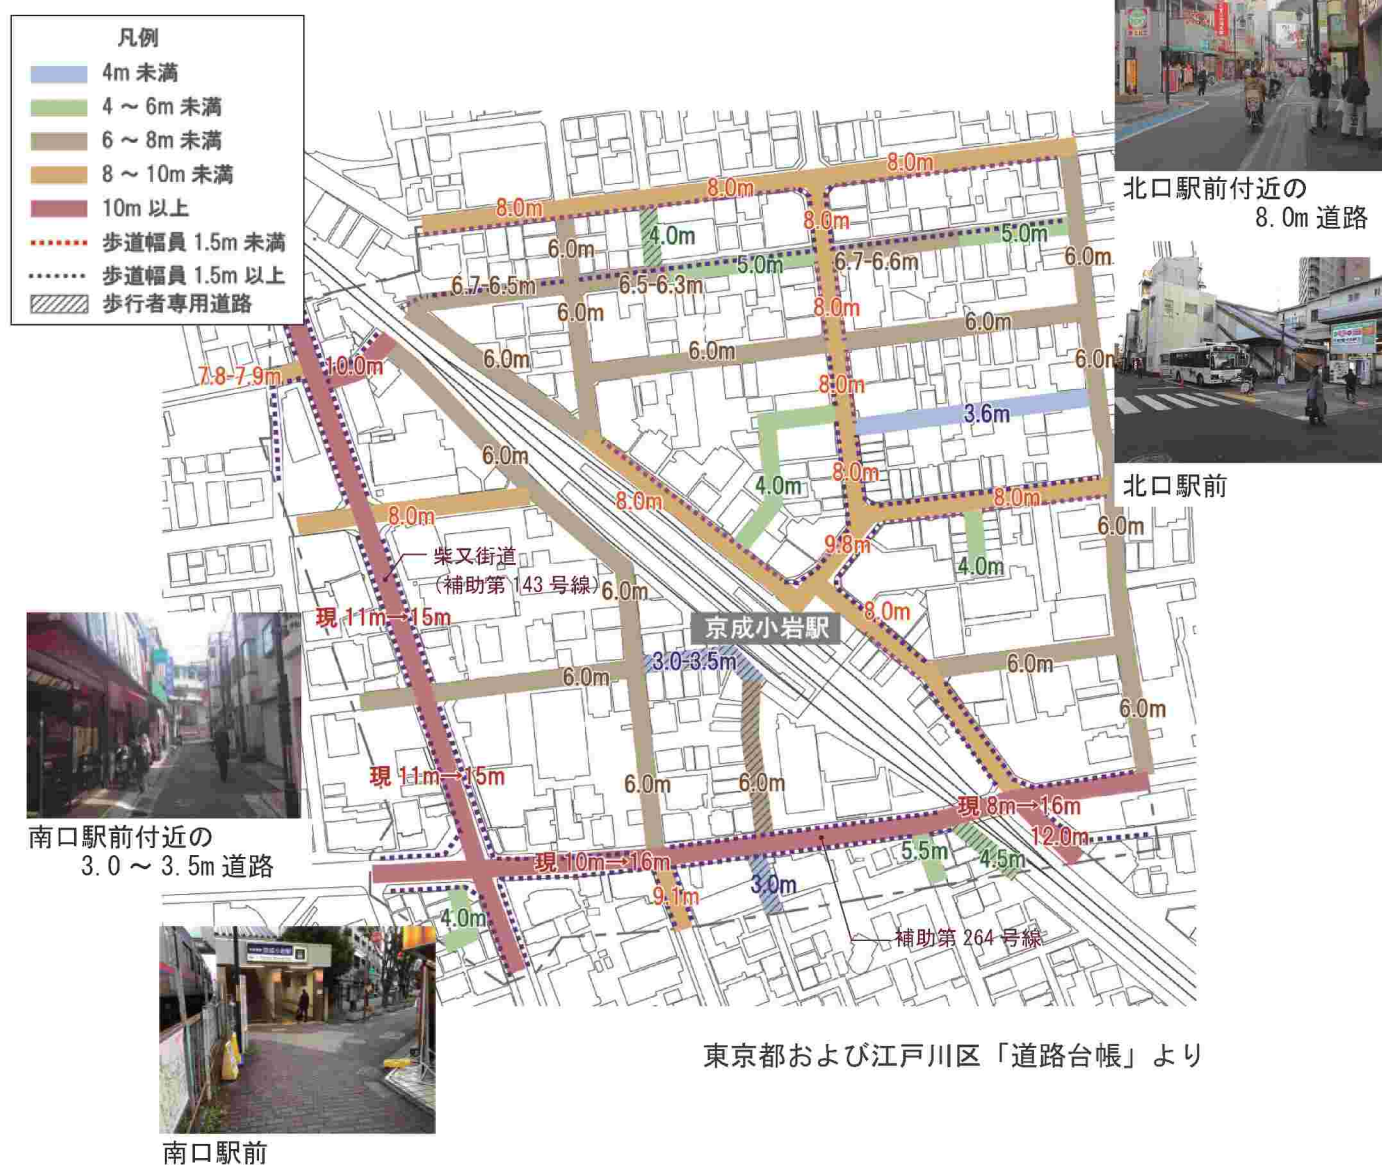 凡例
4m 未満
4 ～ 6m 未満
6 ～ 8m 未満
8 ～ 10m 未満
10m 以上
歩道幅員 1.5m 未満
歩道幅員 1.5m 以上
歩行者専用道路
北口駅前付近の
8.0m 道路
北口駅前
8.0m
8.0m
8.0m
8.0m
4.0m
5.0m
6.0m
5.0m
6.7-6.6m
6.0m
6.7-6.5m
6.5-6.3m
6.0m
8.0m
6.0m
6.0m
6.0m
6.0m
10.0m
7.8-7.9m
8.0m
3.6m
6.0m
8.0m
4.0m
8.0m
8.0m
8.0m
6.0m
9.8m
4.0m
柴又街道
（補助第 143 号線）
6.0m
現 11m→15m
8.0m
京成小岩駅
3.0-3.5m
6.0m
6.0m
6.0m
現 11m→15m
6.0m
6.0m
現 8m→16m
12.0m
南口駅前付近の
3.0 ～ 3.5m 道路
現 10m→16m
5.5m
4.5m
3.0m
9.1m
4.0m
補助第 264 号線
京成小岩駅
東京都および江戸川区「道路台帳」より
南口駅前